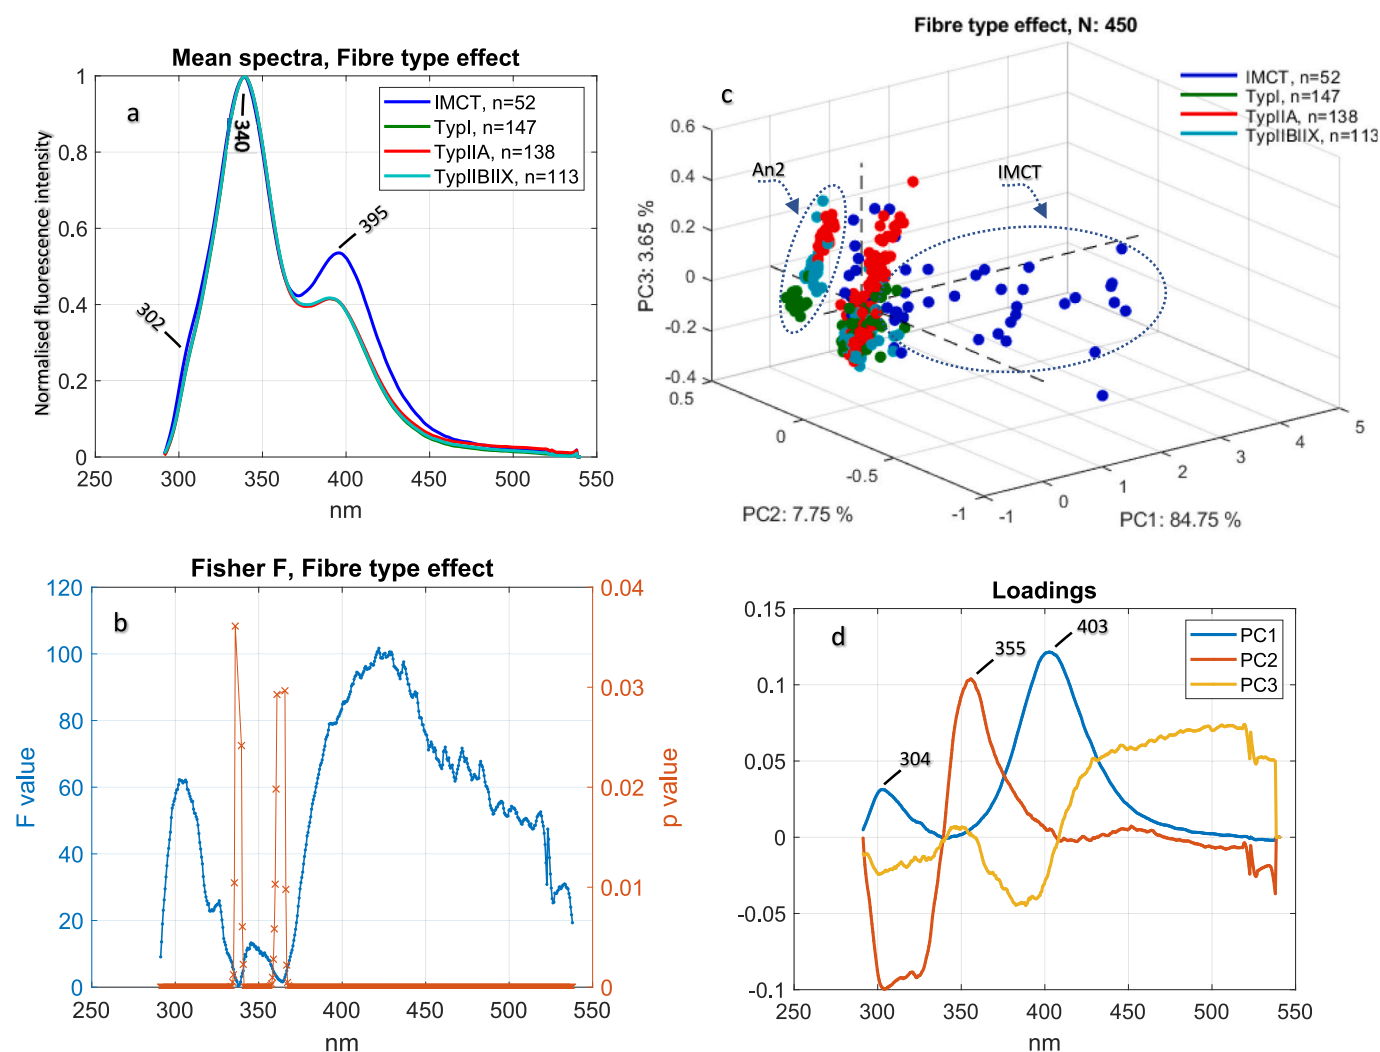 Mean spectra, Fibre type effect
a
IMCT, n=52
TypI, n=147
TypIIA, n=138
TypIIBIIX, n=113
340
395
302
Normalised fluorescence intensity
1
0.8
0.6
0.4
0.2
0
250 300 350 400 450 500 550
nm
Fibre type effect, N: 450
c
IMCT, n=52
TypI, n=147
TypIIA, n=138
TypIIBIIX, n=113
An2
IMCT
PC3: 3.65 %
0.6
0.4
0.2
0
-0.2
-0.4
0.5
0
-0.5
-1
PC2: 7.75 %
-1
0
1
2
3
4
5
PC1: 84.75 %
Fisher F, Fibre type effect
b
F value
120
100
80
60
40
20
0
p value
0.04
0.03
0.02
0.01
0
250 300 350 400 450 500 550
nm
Loadings
d
PC1
PC2
PC3
304
355
403
0.15
0.1
0.05
0
-0.05
-0.1
250 300 350 400 450 500 550
nm